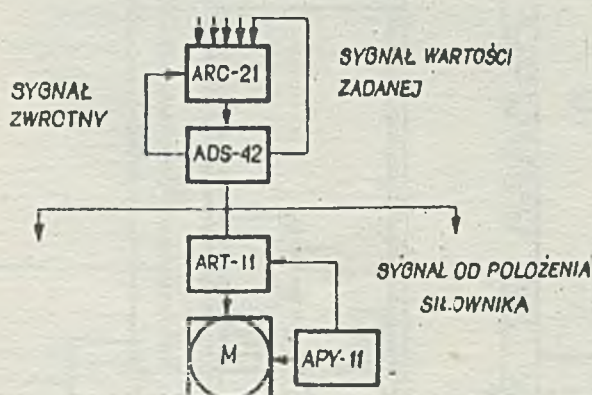 ARC-21
SYGNAŁ WARTOŚCI
ZADANEJ
SYGNAŁ
ZWROTNY
ADS-42
ART-11
SYGNAŁ OD POŁOŻENIA
SIŁOWNIKA
M
APY-11